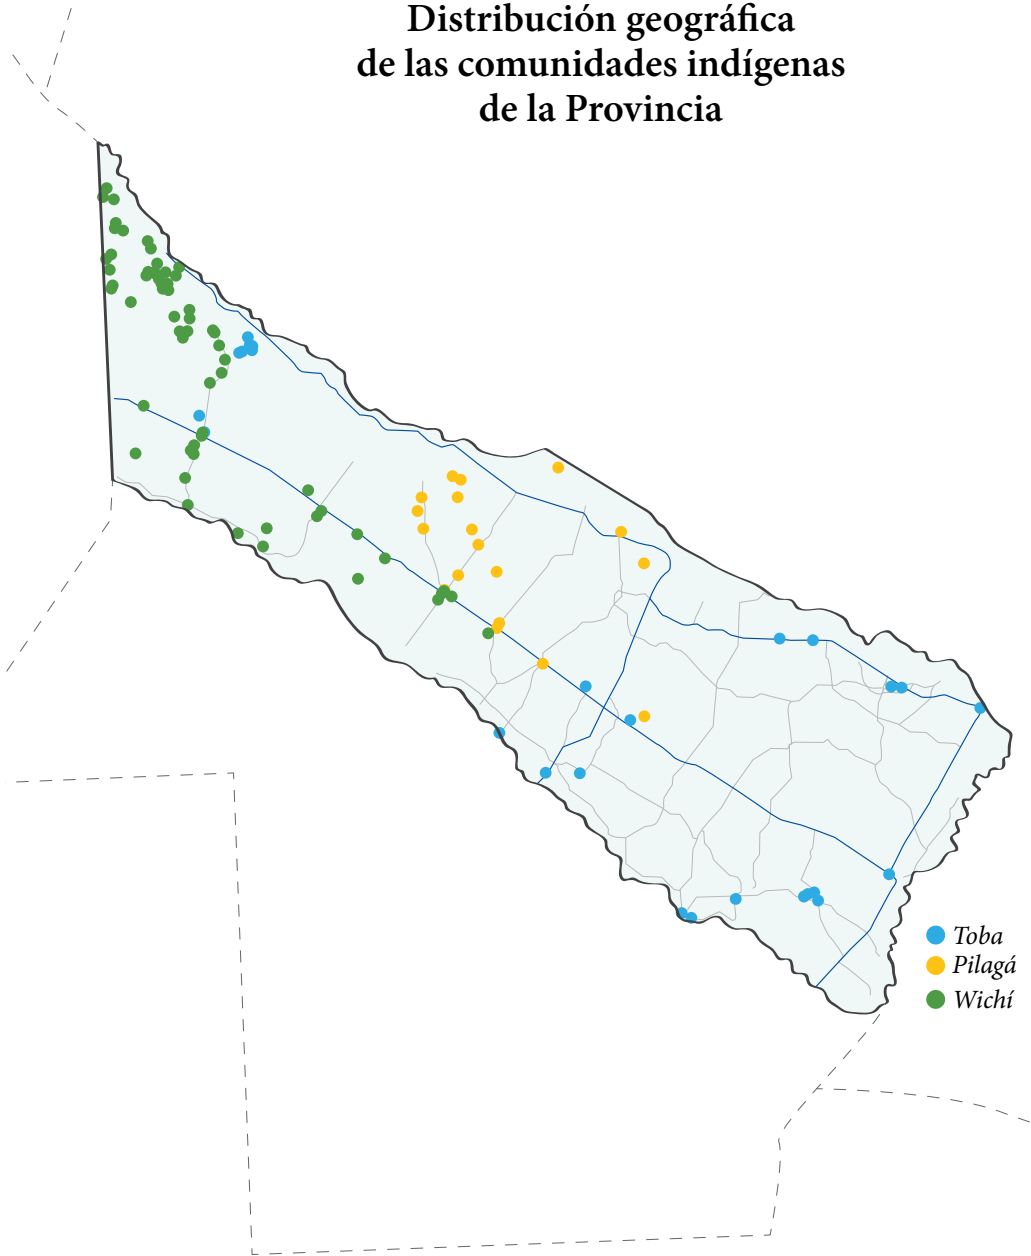 Distribución geográfica
de las comunidades indígenas
de la Provincia
Toba
Pilagá
Wichí